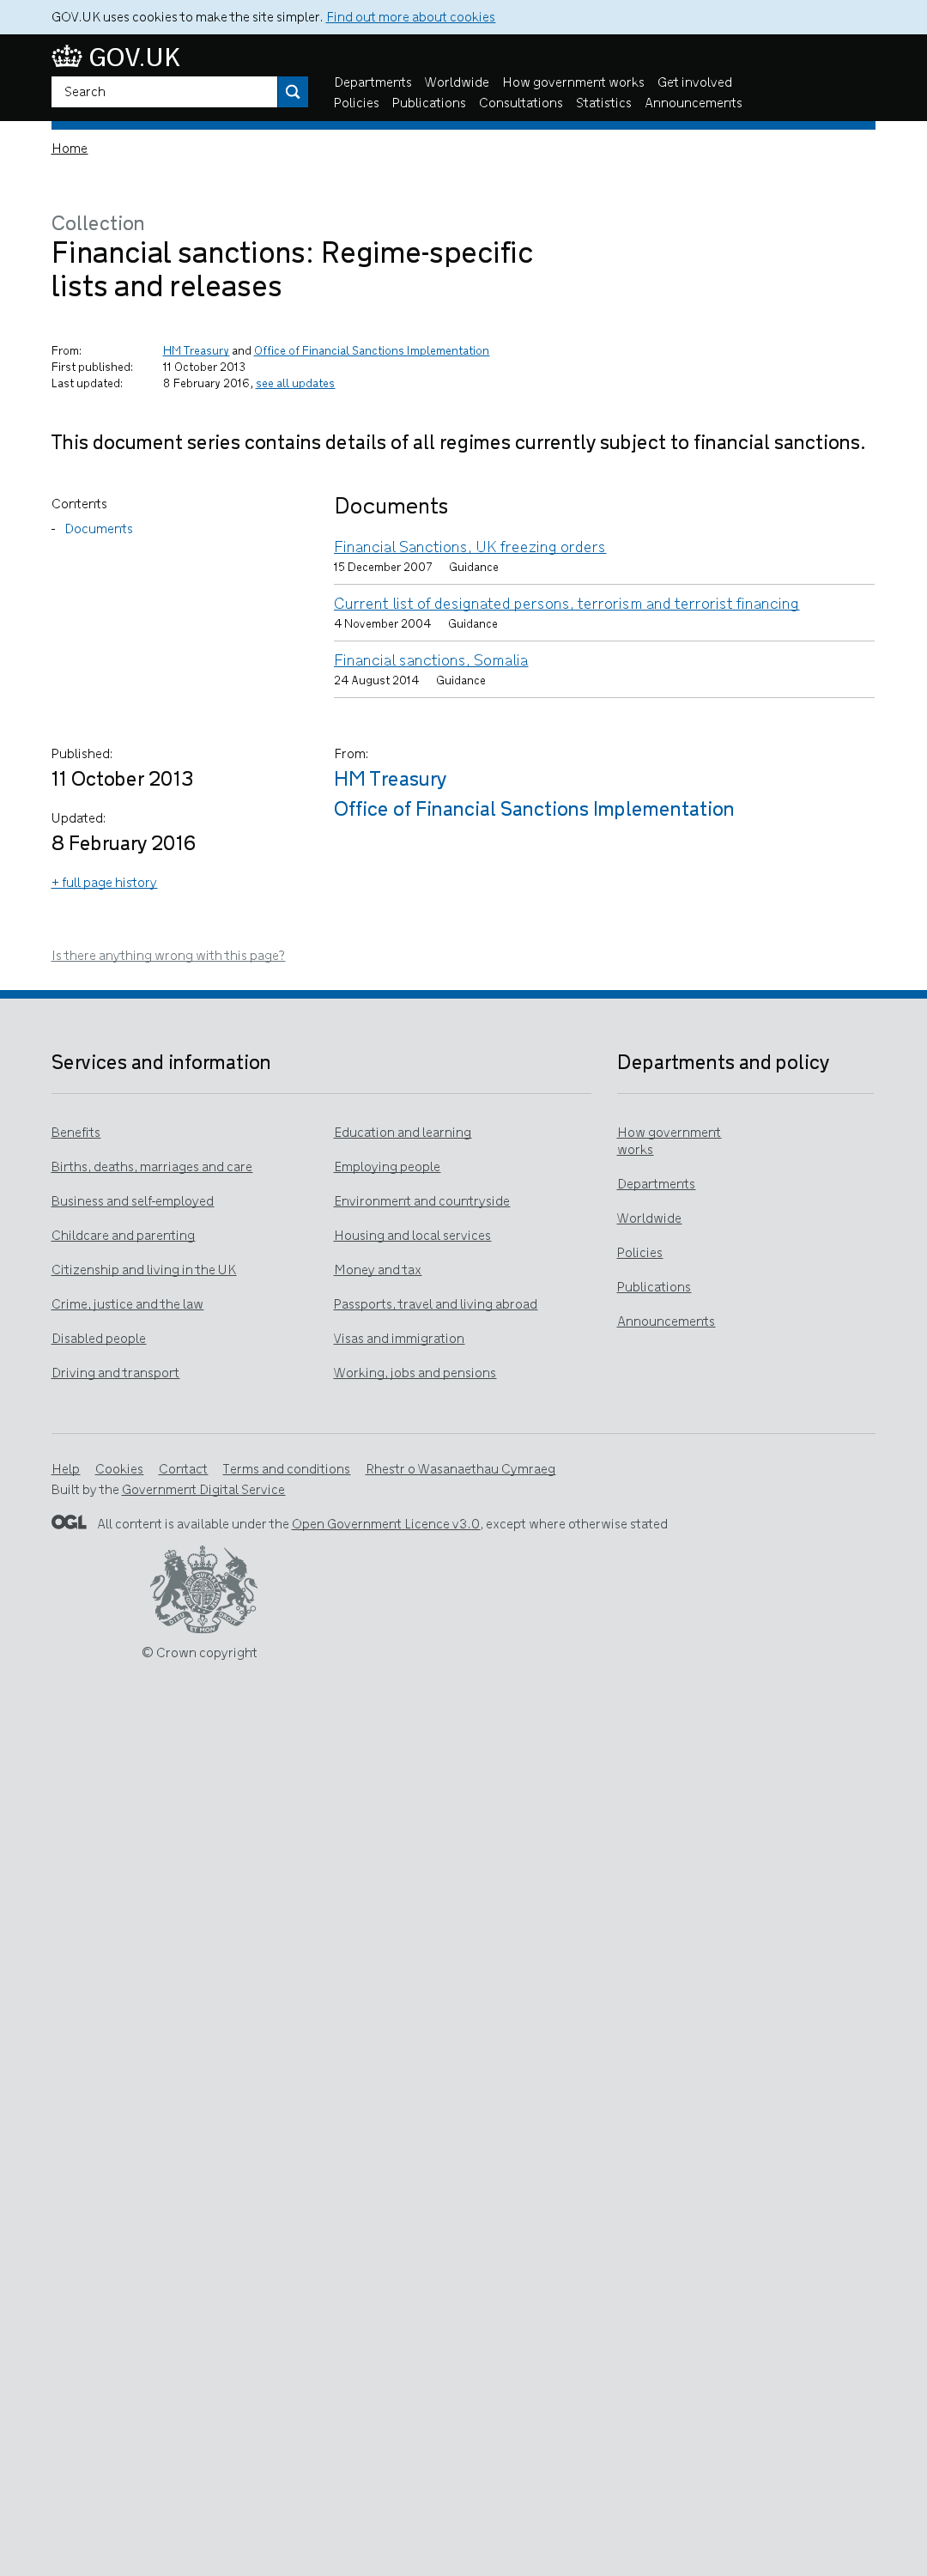 GOV.UK uses cookies to make the site simpler. Find out more about cookies
GOV.UK
Search
Departments Worldwide How government works Get involved
Policies Publications Consultations Statistics Announcements
Home
Collection
Financial sanctions: Regime-specific
lists and releases
From: HM Treasury and Office of Financial Sanctions Implementation
First published: 11 October 2013
Last updated: 8 February 2016, see all updates
This document series contains details of all regimes currently subject to financial sanctions.
Contents
- Documents
Documents
Financial Sanctions, UK freezing orders
15 December 2007 Guidance
Current list of designated persons, terrorism and terrorist financing
4 November 2004 Guidance
Financial sanctions, Somalia
24 August 2014 Guidance
Published:
11 October 2013
Updated:
8 February 2016
+ full page history
From:
HM Treasury
Office of Financial Sanctions Implementation
Is there anything wrong with this page?
Services and information
Benefits
Births, deaths, marriages and care
Business and self-employed
Childcare and parenting
Citizenship and living in the UK
Crime, justice and the law
Disabled people
Driving and transport
Education and learning
Employing people
Environment and countryside
Housing and local services
Money and tax
Passports, travel and living abroad
Visas and immigration
Working, jobs and pensions
Departments and policy
How government
works
Departments
Worldwide
Policies
Publications
Announcements
Help Cookies Contact Terms and conditions Rhestr o Wasanaethau Cymraeg
Built by the Government Digital Service
OGL All content is available under the Open Government Licence v3.0, except where otherwise stated
© Crown copyright